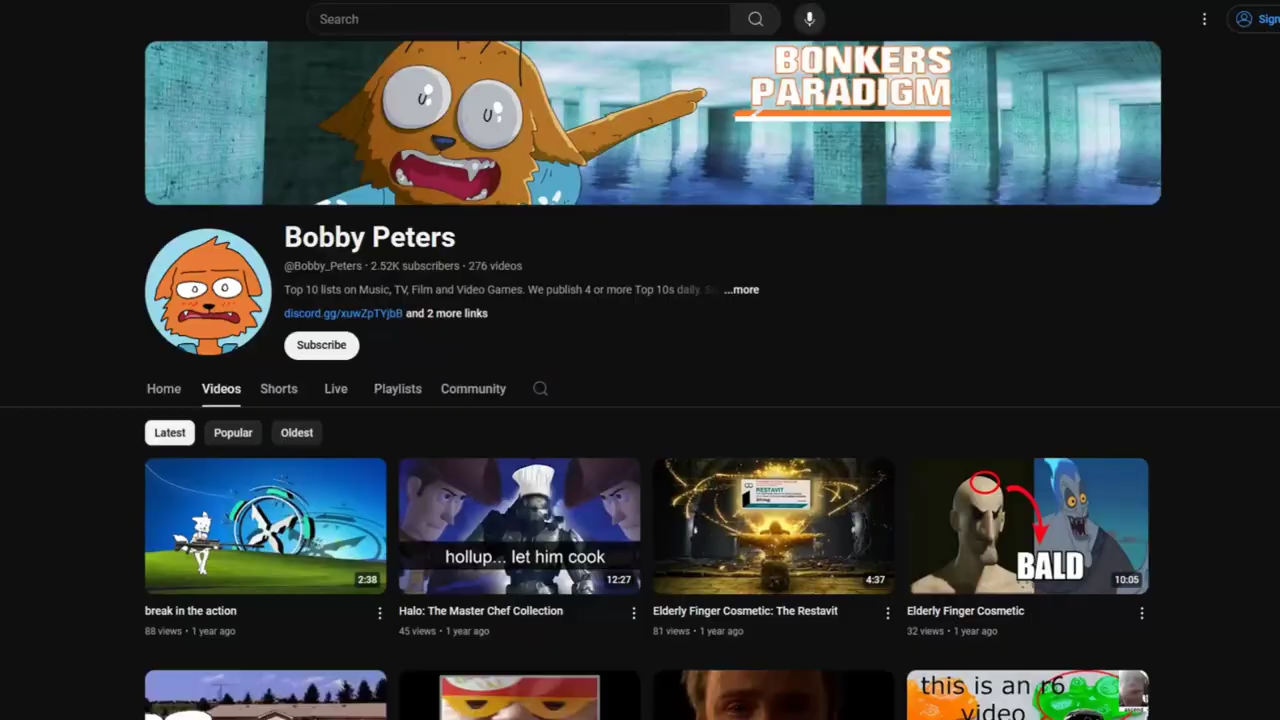 Search
Sign
BONKERS
PARADIGM
Bobby Peters
@Bobby_Peters · 2.52K subscribers · 276 videos
Top 10 lists on Music, TV, Film and Video Games. We publish 4 or more Top 10s daily. ...more
discord.gg/xuwZpTYjbB and 2 more links
Subscribe
Home Videos Shorts Live Playlists Community
Latest Popular Oldest
RESTAVIT
hollup... let him cook
BALD
2:38 12:27 4:37 10:05
break in the action
88 views · 1 year ago
Halo: The Master Chef Collection
45 views · 1 year ago
Elderly Finger Cosmetic: The Restavit
81 views · 1 year ago
Elderly Finger Cosmetic
32 views · 1 year ago
this is an r6
video
ascend